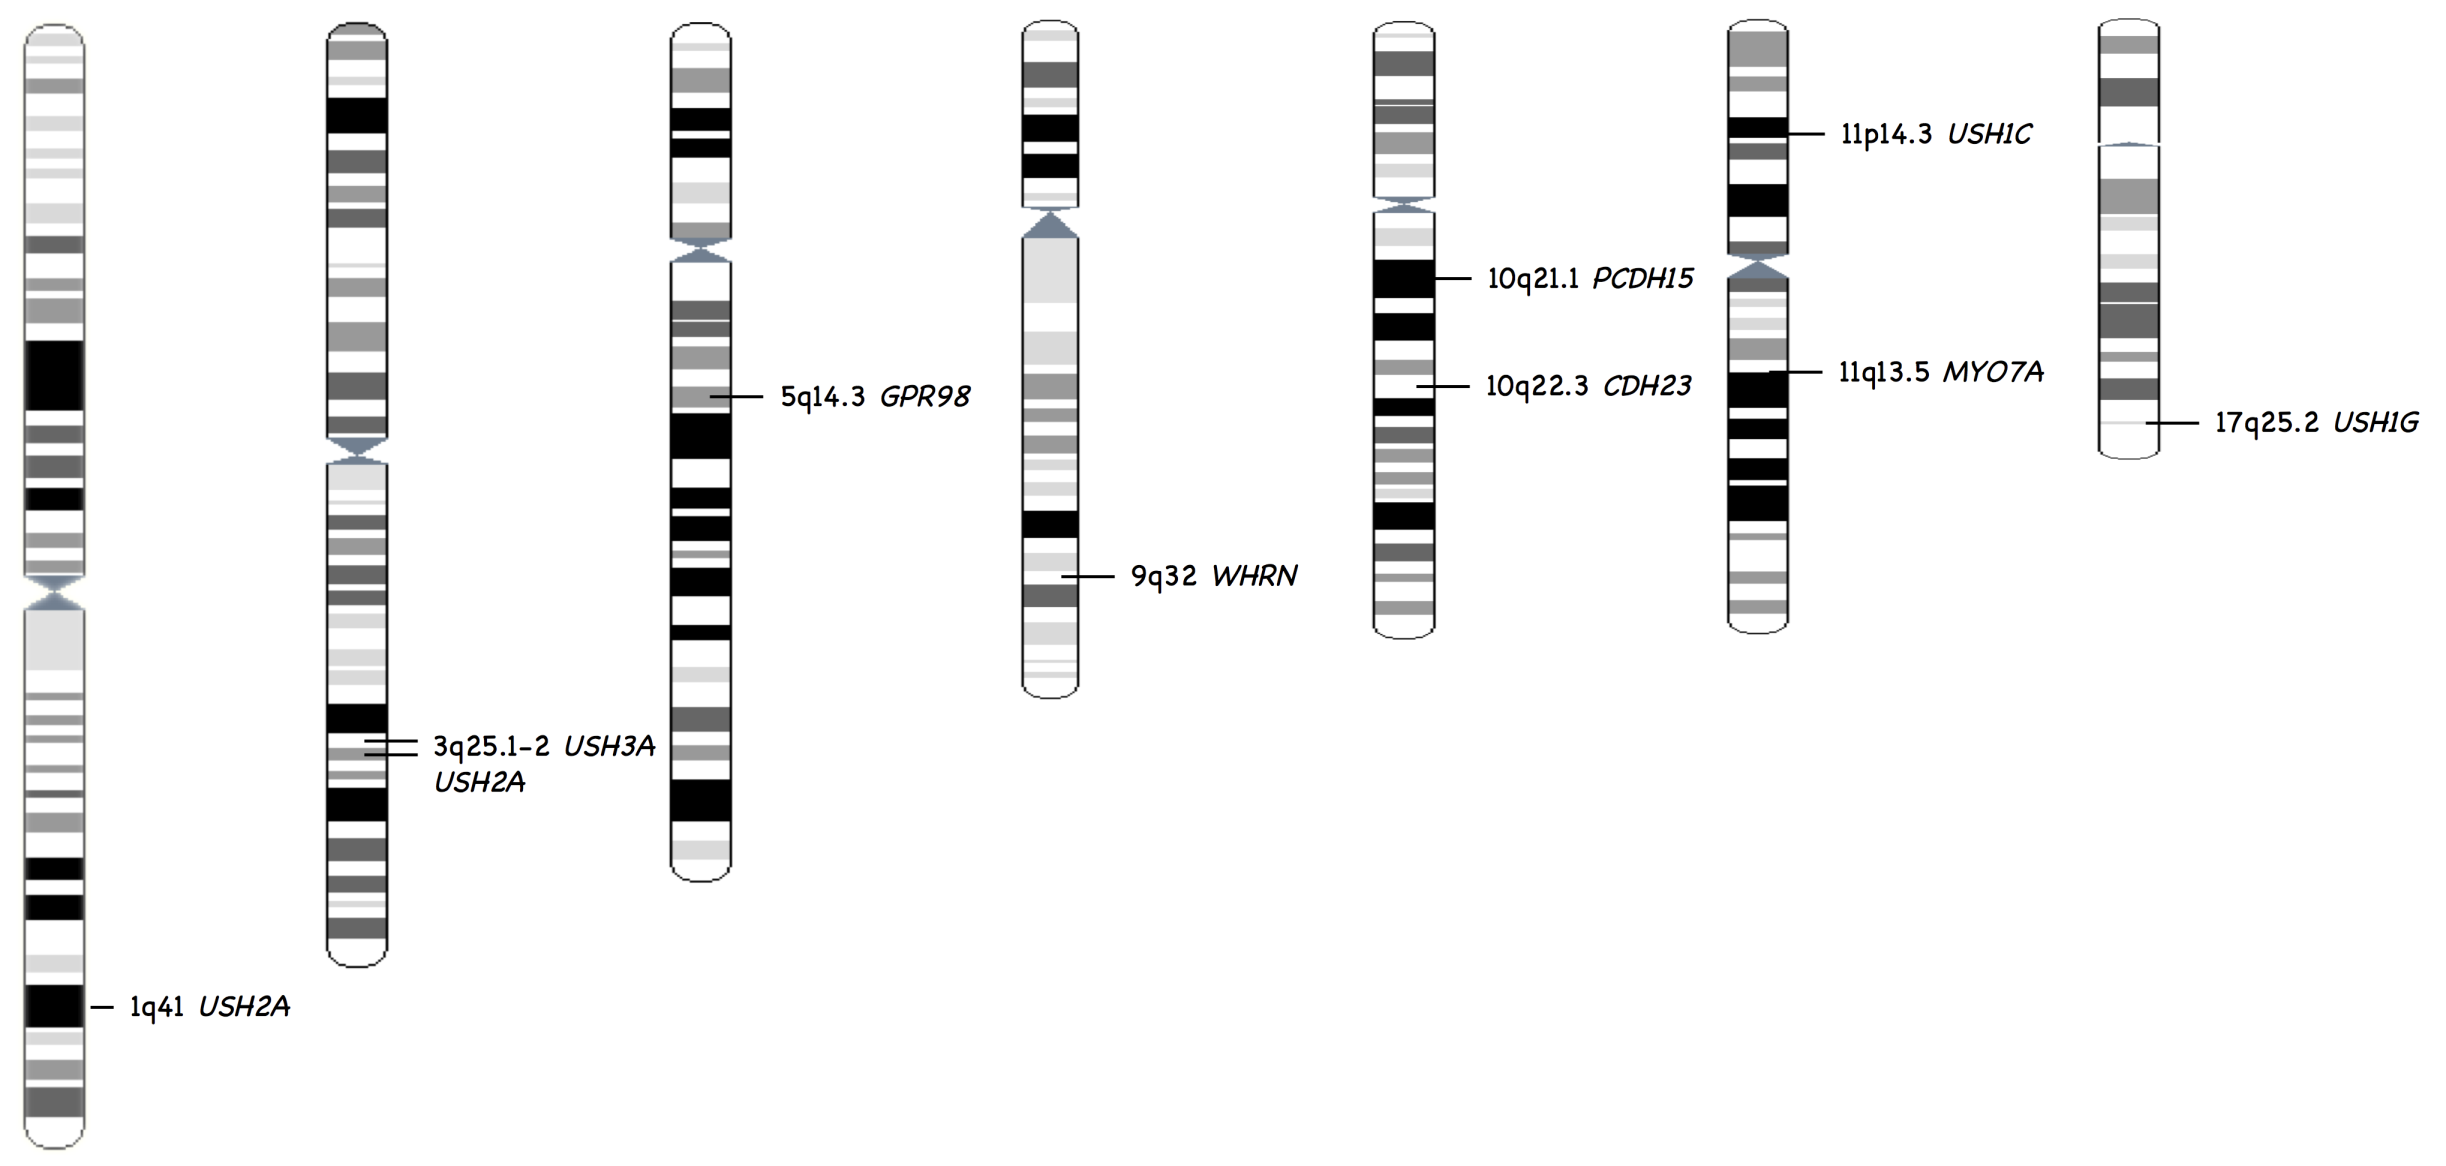 11p14.3 USH1C
10q21.1 PCDH15
11q13.5 MYO7A
10q22.3 CDH23
5q14.3 GPR98
17q25.2 USH1G
9q32 WHRN
3q25.1-2 USH3A
USH2A
1q41 USH2A